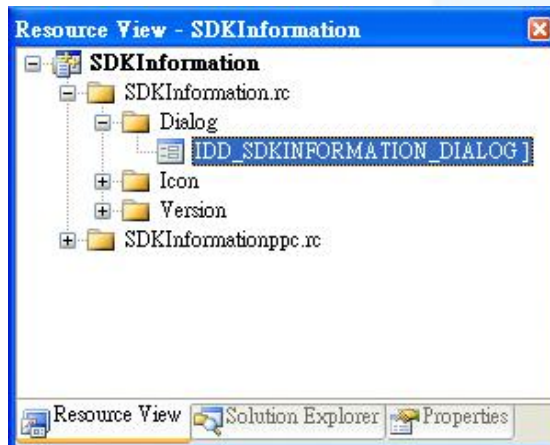 Resource View - SDKInformation
SDKInformation
SDKInformation.rc
Dialog
IDD_SDKINFORMATION_DIALOG ]
Icon
Version
SDKInformationppc.rc
Resource View Solution Explorer Properties